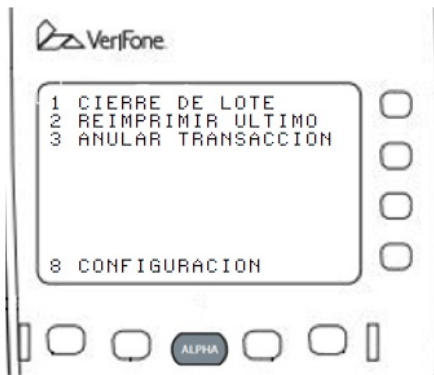 VeriFone
1 CIERRE DE LOTE
2 REIMPRIMIR ULTIMO
3 ANULAR TRANSACCION
8 CONFIGURACION
ALPHA